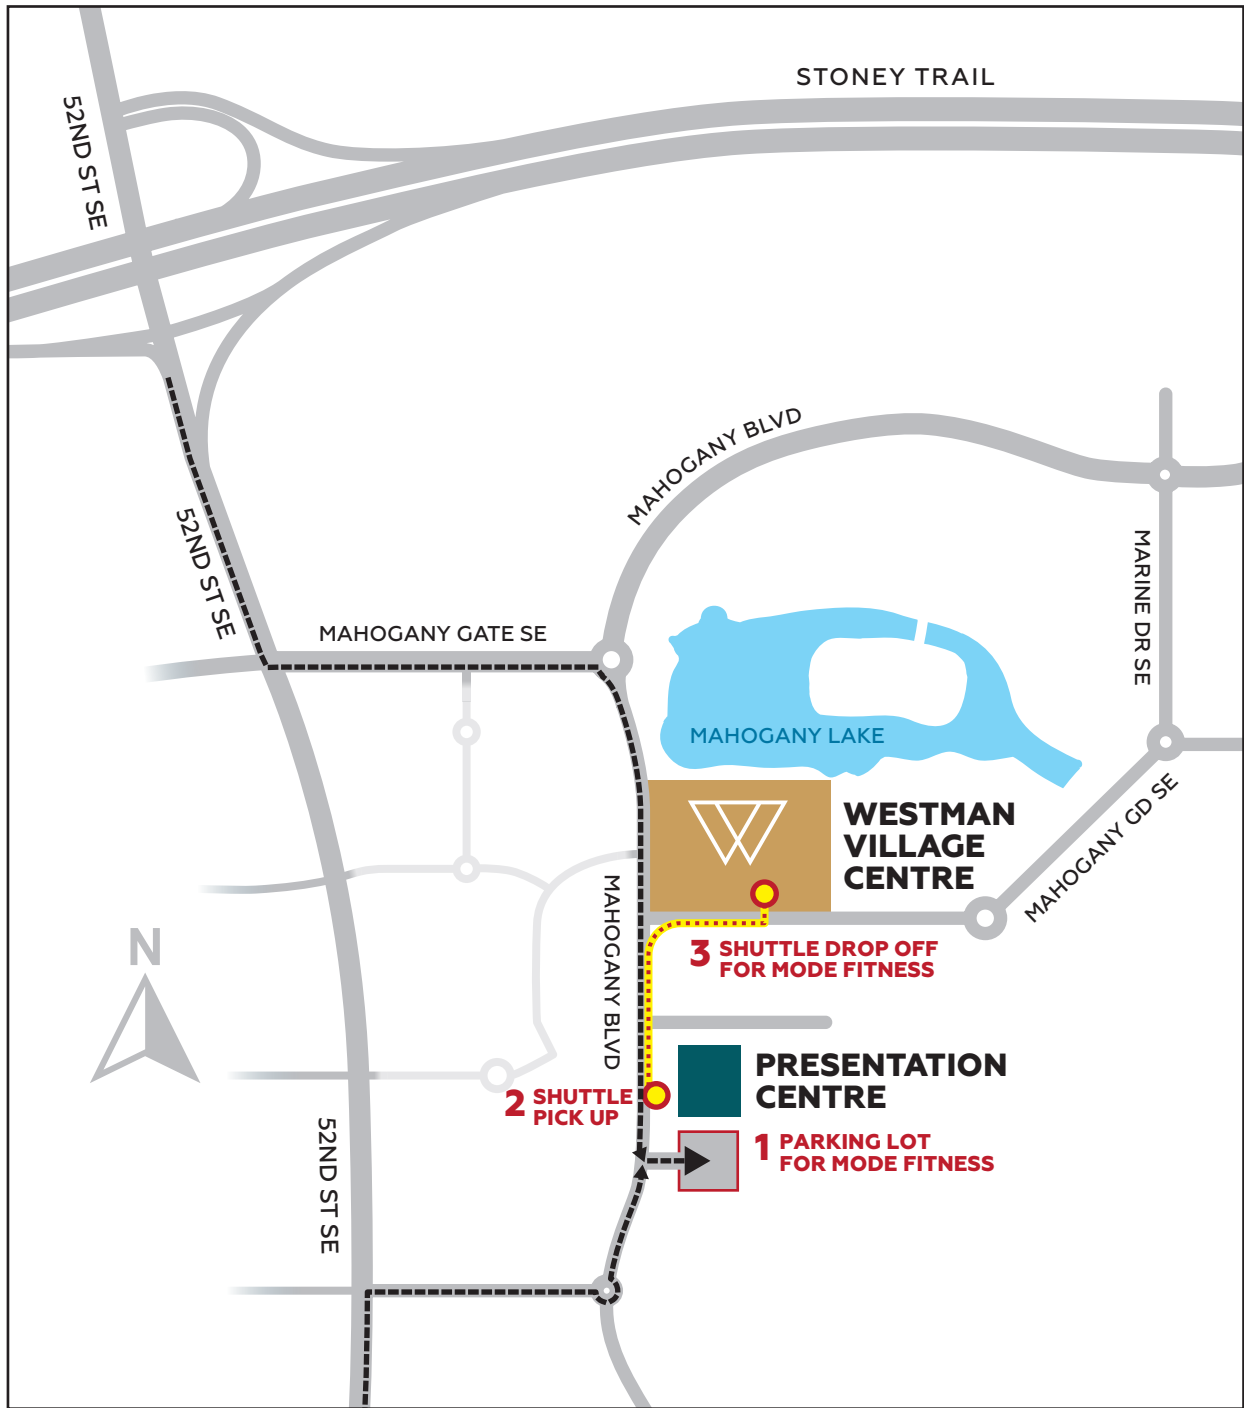 STONEY TRAIL
52ND ST SE
MAHOGANY BLVD
52ND ST SE
MARINE DR SE
MAHOGANY GATE SE
MAHOGANY LAKE
MAHOGANY GD SE
WESTMAN
VILLAGE
CENTRE
MAHOGANY BLVD
N
3 SHUTTLE DROP OFF
FOR MODE FITNESS
PRESENTATION
CENTRE
2 SHUTTLE
PICK UP
1 PARKING LOT
FOR MODE FITNESS
52ND ST SE